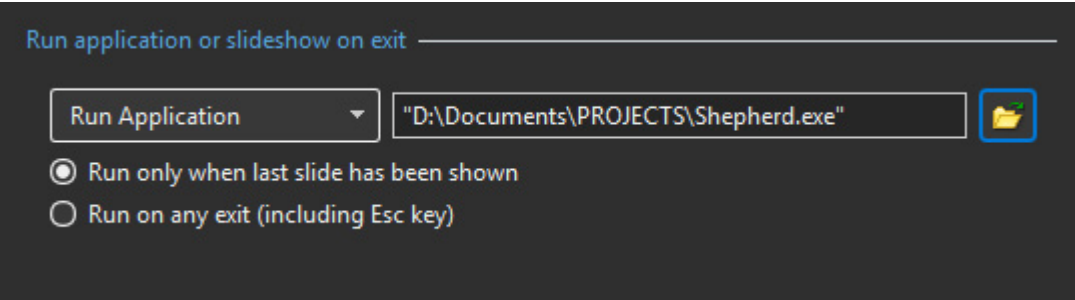 Run application or slideshow on exit
Run Application
"D:\Documents\PROJECTS\Shepherd.exe"
Run only when last slide has been shown
Run on any exit (including Esc key)